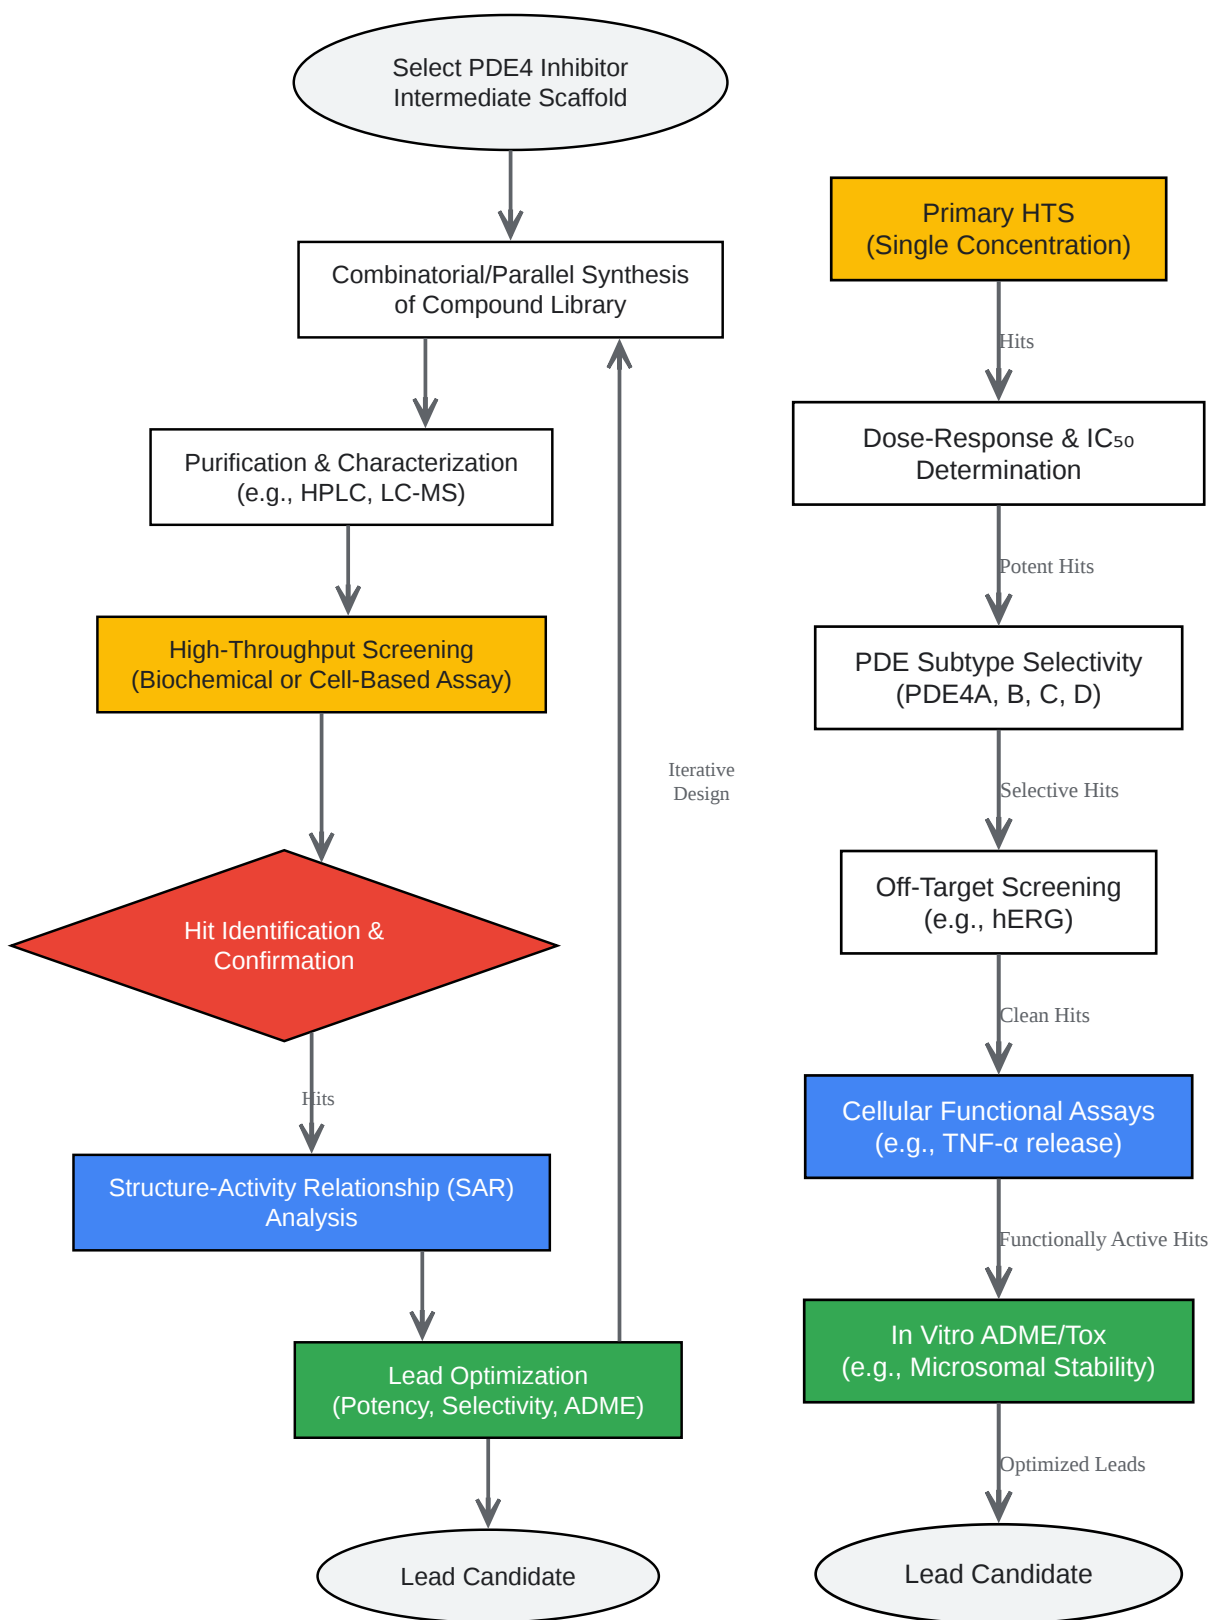 Select PDE4 Inhibitor
Intermediate Scaffold
Combinatorial/Parallel Synthesis
of Compound Library
Purification & Characterization
(e.g., HPLC, LC-MS)
High-Throughput Screening
(Biochemical or Cell-Based Assay)
Iterative
Design
Hit Identification &
Confirmation
Hits
Structure-Activity Relationship (SAR)
Analysis
Lead Optimization
(Potency, Selectivity, ADME)
Lead Candidate
Primary HTS
(Single Concentration)
Hits
Dose-Response & IC₅₀
Determination
Potent Hits
PDE Subtype Selectivity
(PDE4A, B, C, D)
Selective Hits
Off-Target Screening
(e.g., hERG)
Clean Hits
Cellular Functional Assays
(e.g., TNF-α release)
Functionally Active Hits
In Vitro ADME/Tox
(e.g., Microsomal Stability)
Optimized Leads
Lead Candidate